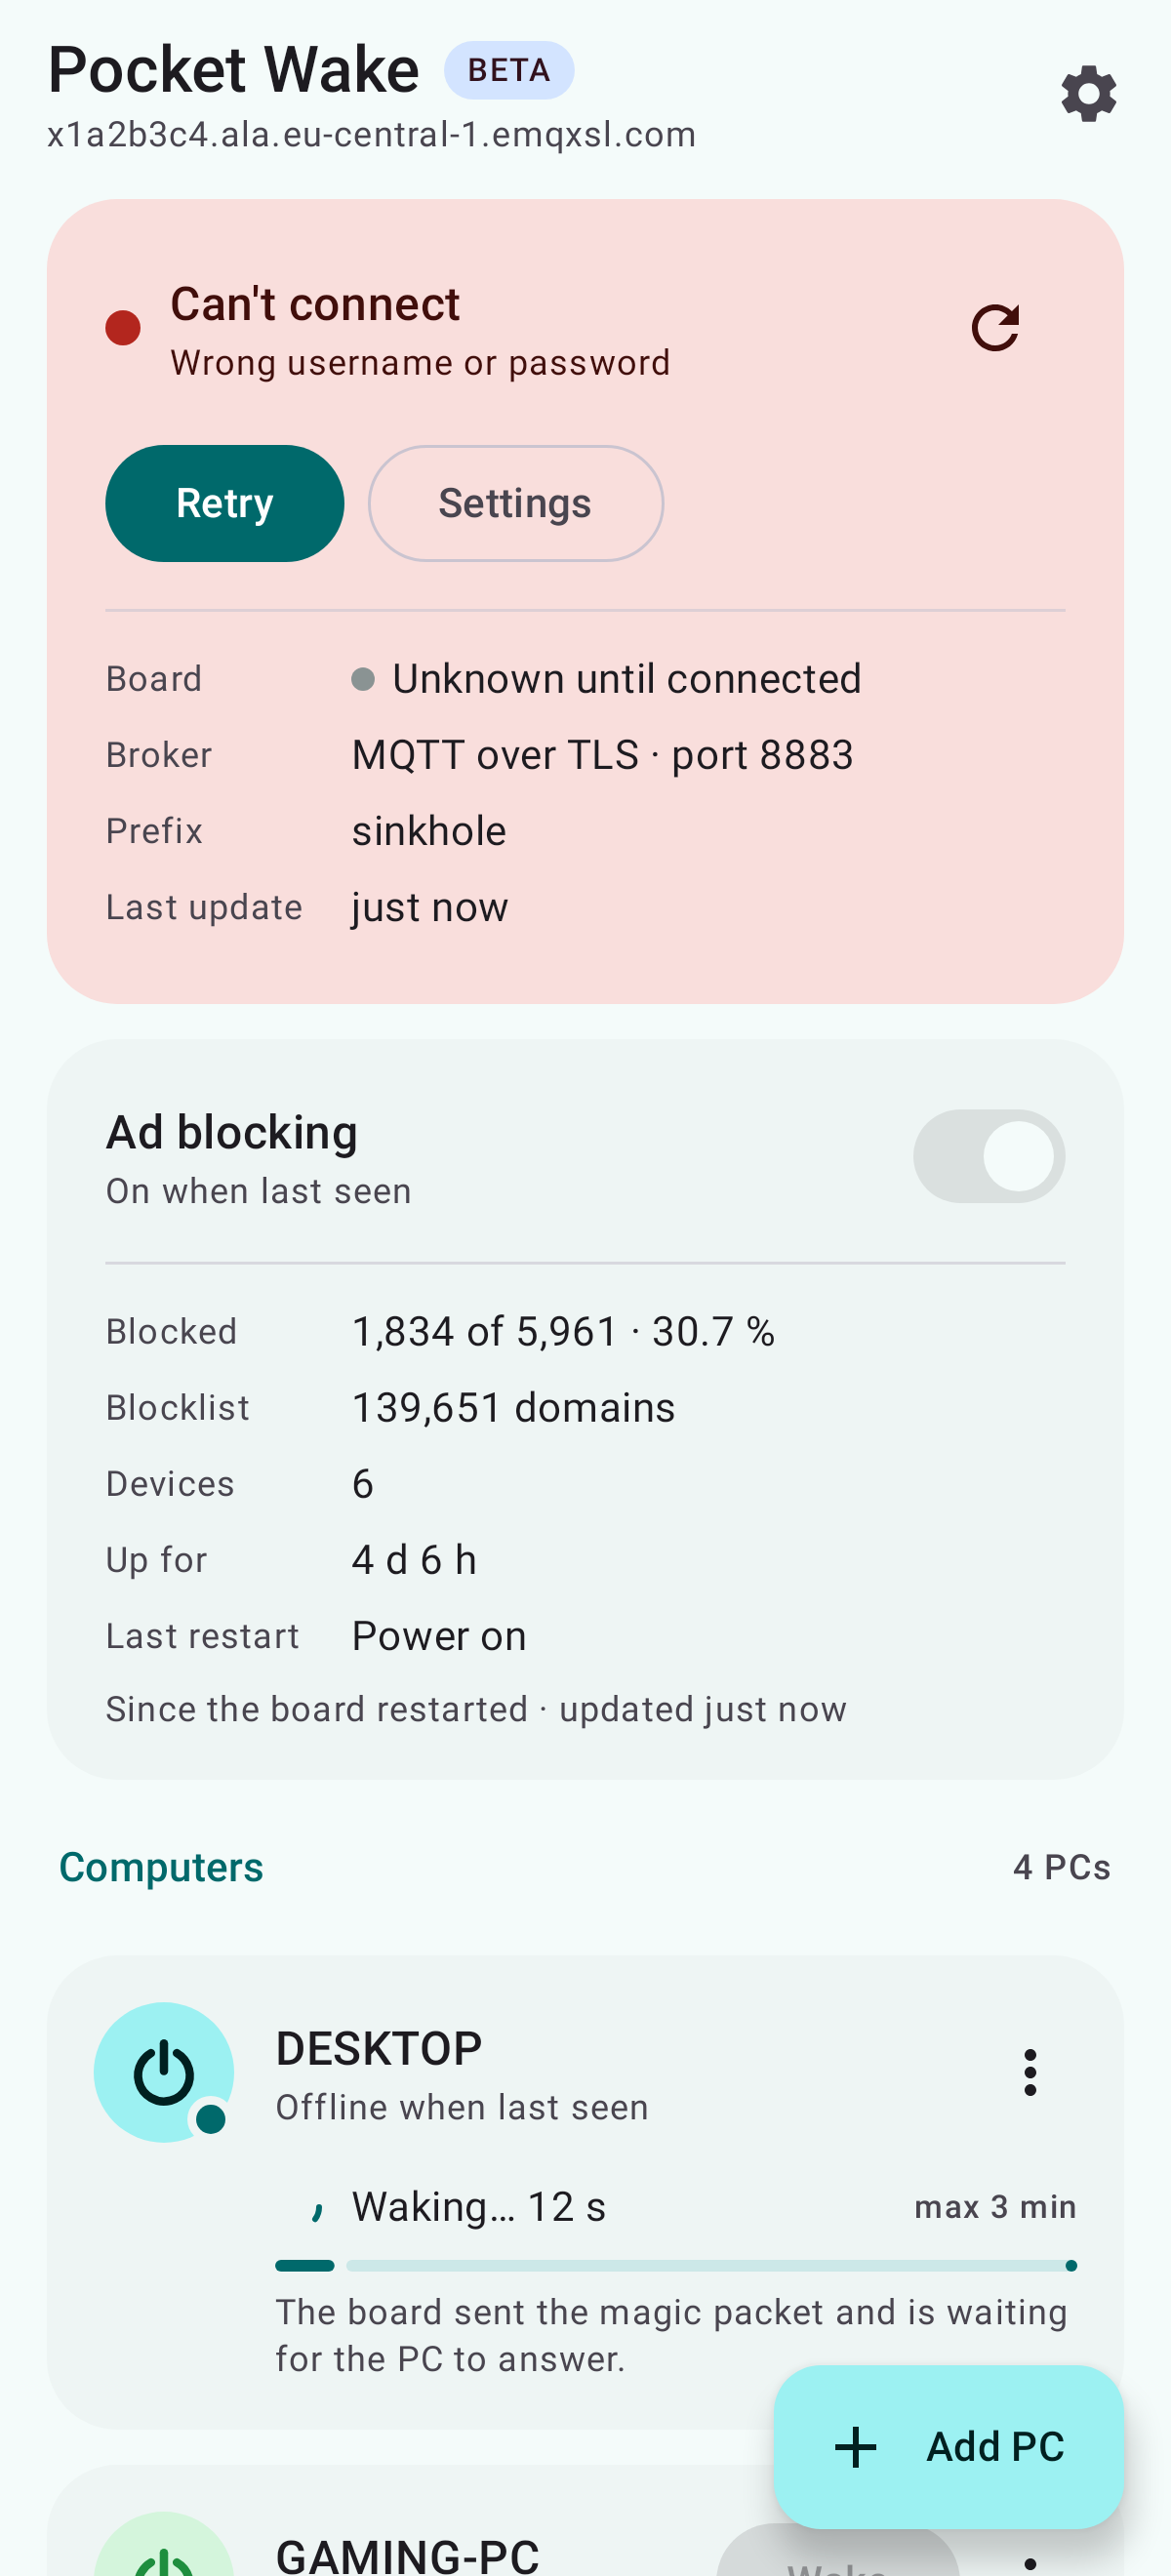 Pocket Wake BETA
x1a2b3c4.ala.eu-central-1.emqxsl.com
Can't connect
Wrong username or password
Retry Settings
Board Unknown until connected
Broker MQTT over TLS · port 8883
Prefix sinkhole
Last update just now
Ad blocking
On when last seen
Blocked 1,834 of 5,961 · 30.7 %
Blocklist 139,651 domains
Devices 6
Up for 4 d 6 h
Last restart Power on
Since the board restarted · updated just now
Computers 4 PCs
DESKTOP
Offline when last seen
Waking… 12 s max 3 min
The board sent the magic packet and is waiting
for the PC to answer.
Add PC
GAMING-PC Wake